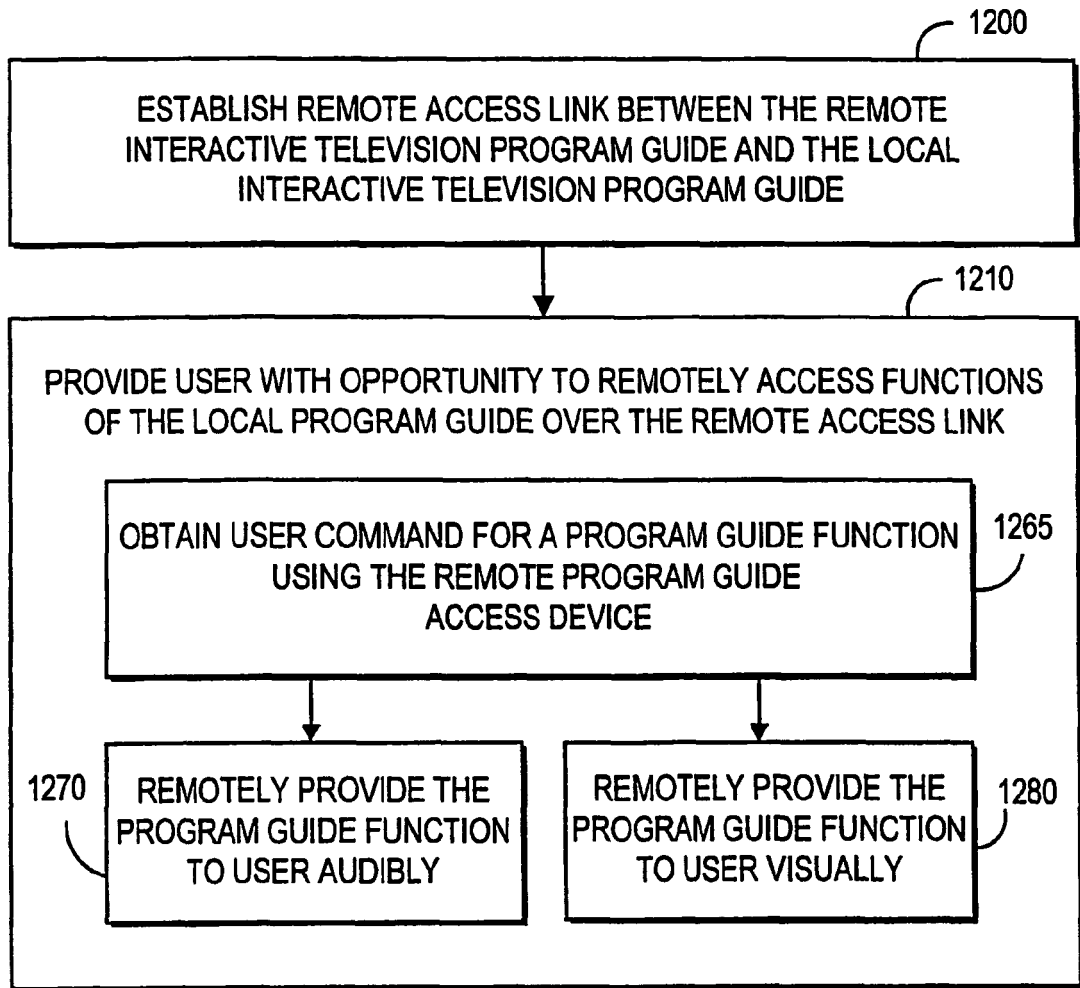 1200
ESTABLISH REMOTE ACCESS LINK BETWEEN THE REMOTE
INTERACTIVE TELEVISION PROGRAM GUIDE AND THE LOCAL
INTERACTIVE TELEVISION PROGRAM GUIDE
1210
PROVIDE USER WITH OPPORTUNITY TO REMOTELY ACCESS FUNCTIONS
OF THE LOCAL PROGRAM GUIDE OVER THE REMOTE ACCESS LINK
1265
OBTAIN USER COMMAND FOR A PROGRAM GUIDE FUNCTION
USING THE REMOTE PROGRAM GUIDE
ACCESS DEVICE
1270
REMOTELY PROVIDE THE
PROGRAM GUIDE FUNCTION
TO USER AUDIBLY
1280
REMOTELY PROVIDE THE
PROGRAM GUIDE FUNCTION
TO USER VISUALLY